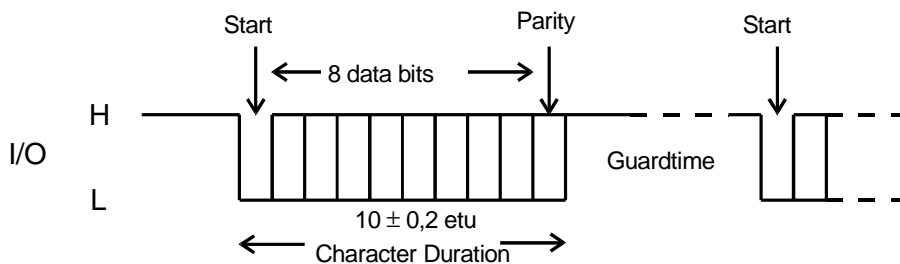 Start
Parity
Start
8 data bits
H
I/O
Guardtime
L
10 ± 0,2 etu
Character Duration